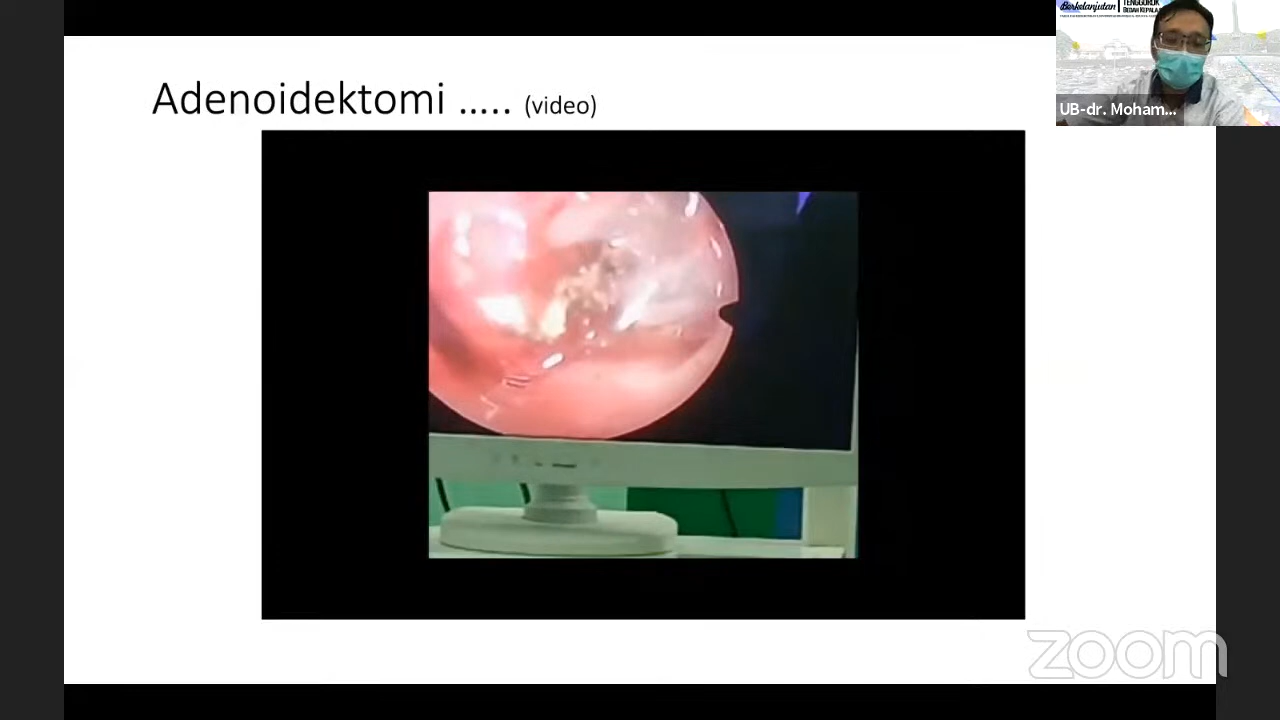 Adenoidektomi ..... (video)
Berkelanjutan
TENGGOROK
BEDAH KEPALA
UB-dr. Moham...
zoom